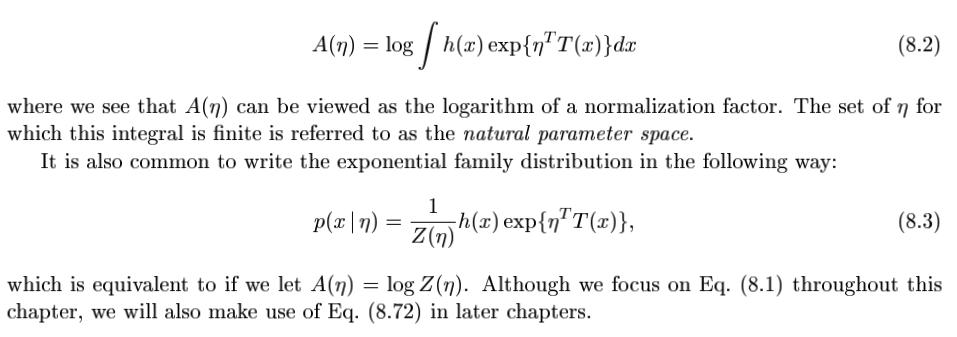 A(η) = log ∫ h(x) exp{η^T T(x)}dx (8.2)
where we see that A(η) can be viewed as the logarithm of a normalization factor. The set of η for
which this integral is finite is referred to as the natural parameter space.
It is also common to write the exponential family distribution in the following way:
p(x | η) = 1/Z(η) h(x) exp{η^T T(x)}, (8.3)
which is equivalent to if we let A(η) = log Z(η). Although we focus on Eq. (8.1) throughout this
chapter, we will also make use of Eq. (8.72) in later chapters.